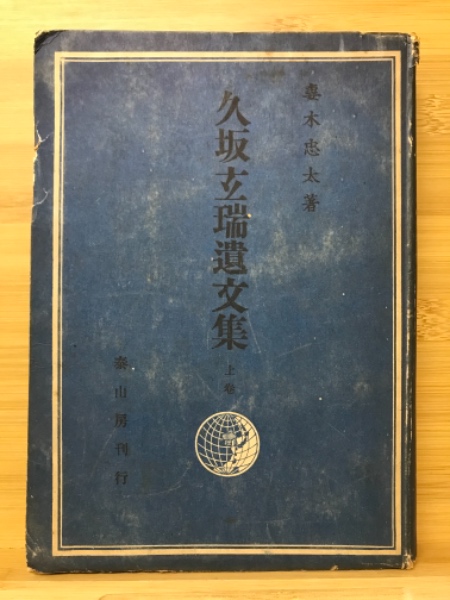 妻木忠太著
久坂玄瑞遺文集
上巻
泰山房刊行